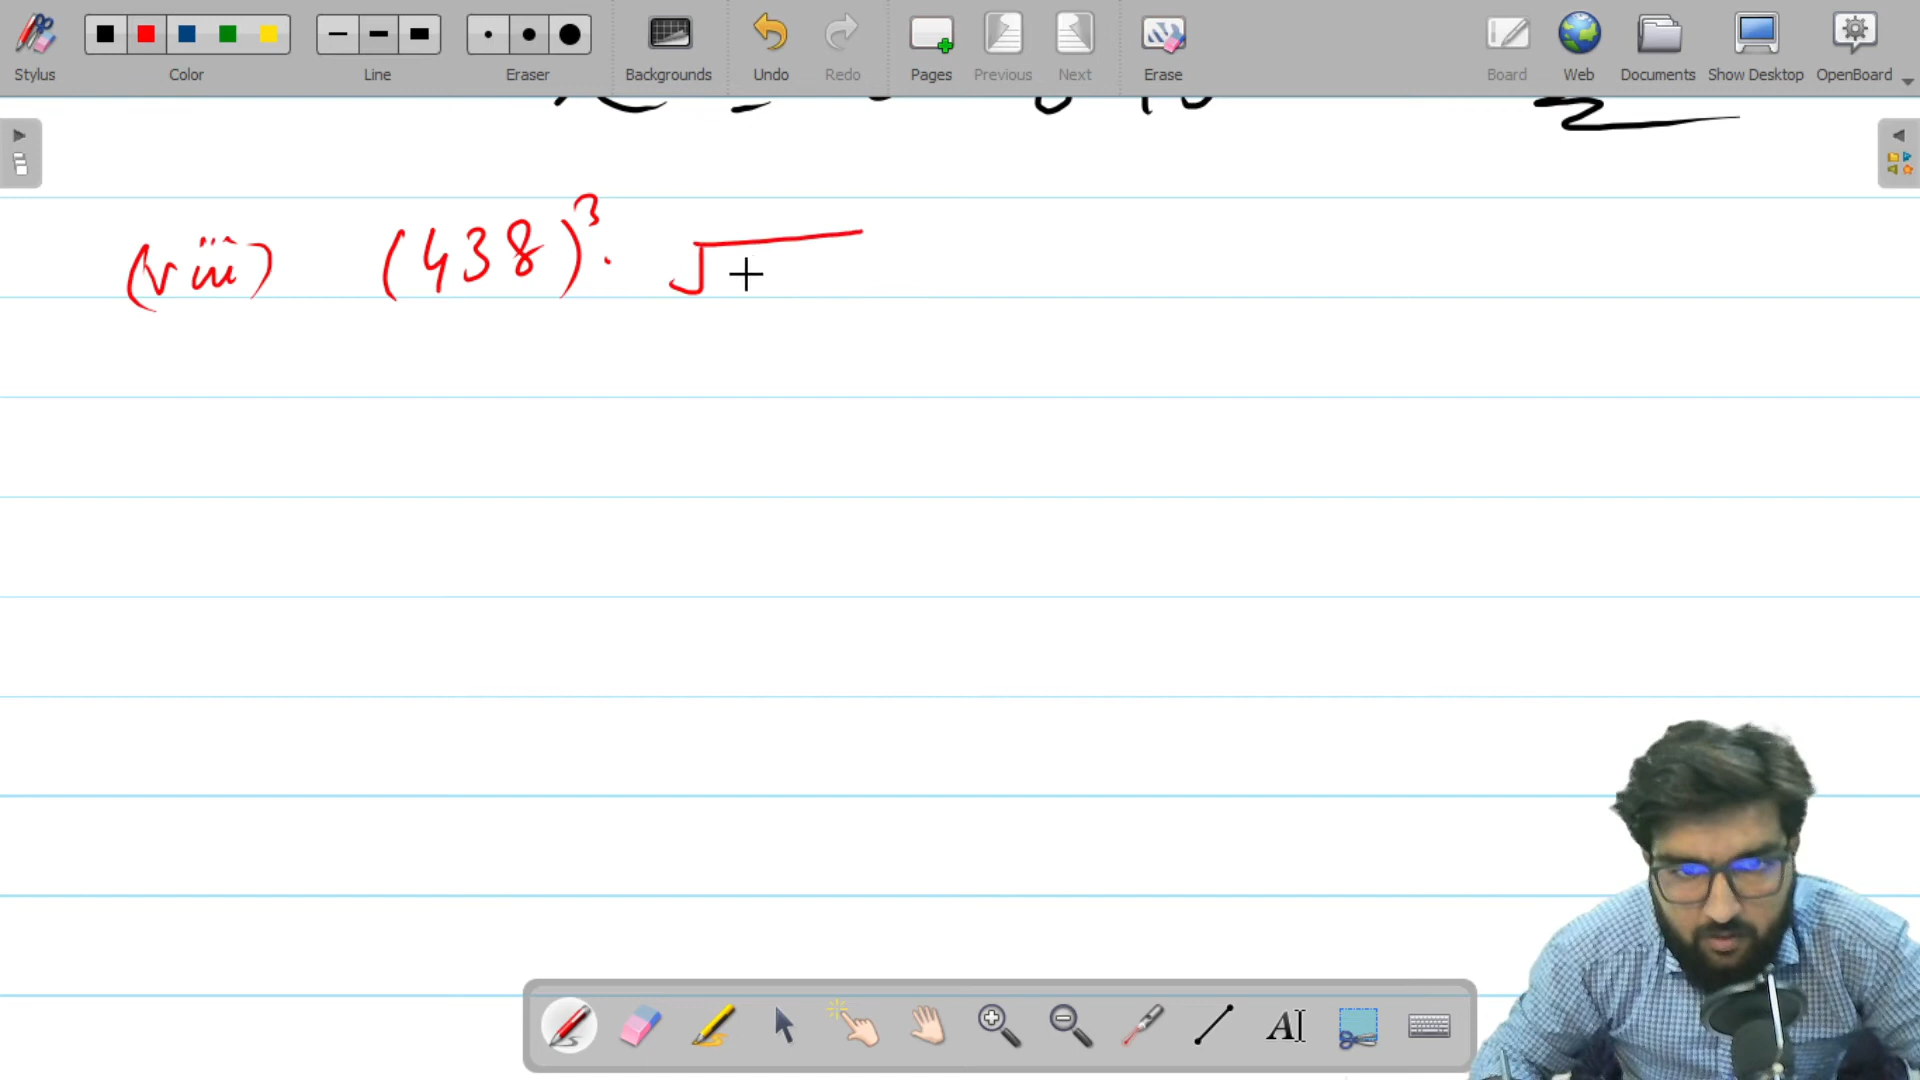 Stylus
Color
Line
Eraser
Backgrounds
Undo
Redo
Pages
Previous
Next
Erase
Board
Web
Documents
Show Desktop
OpenBoard
(viii) (438)³. √
AI